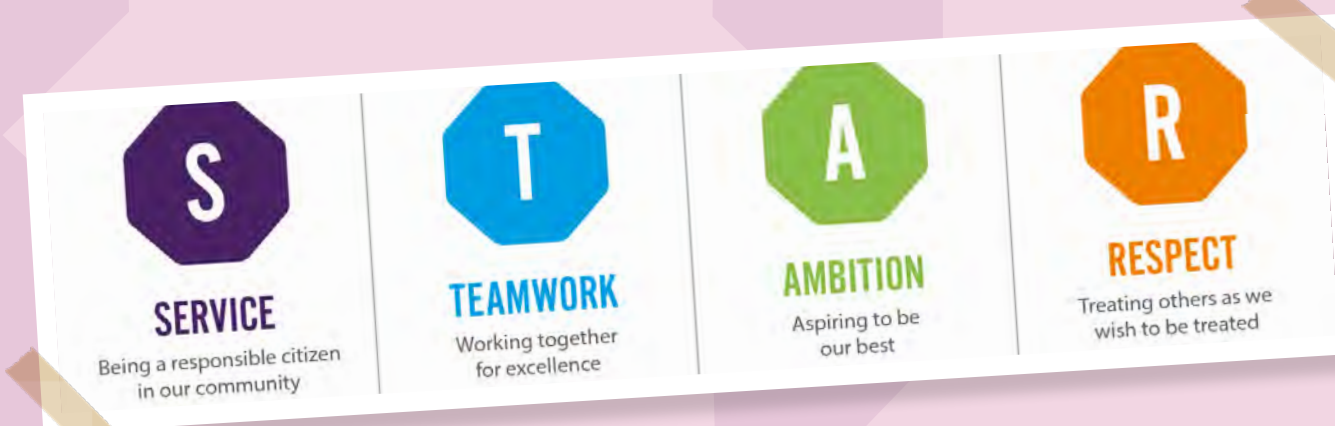 S
SERVICE
Being a responsible citizen
in our community
T
TEAMWORK
Working together
for excellence
A
AMBITION
Aspiring to be
our best
R
RESPECT
Treating others as we
wish to be treated